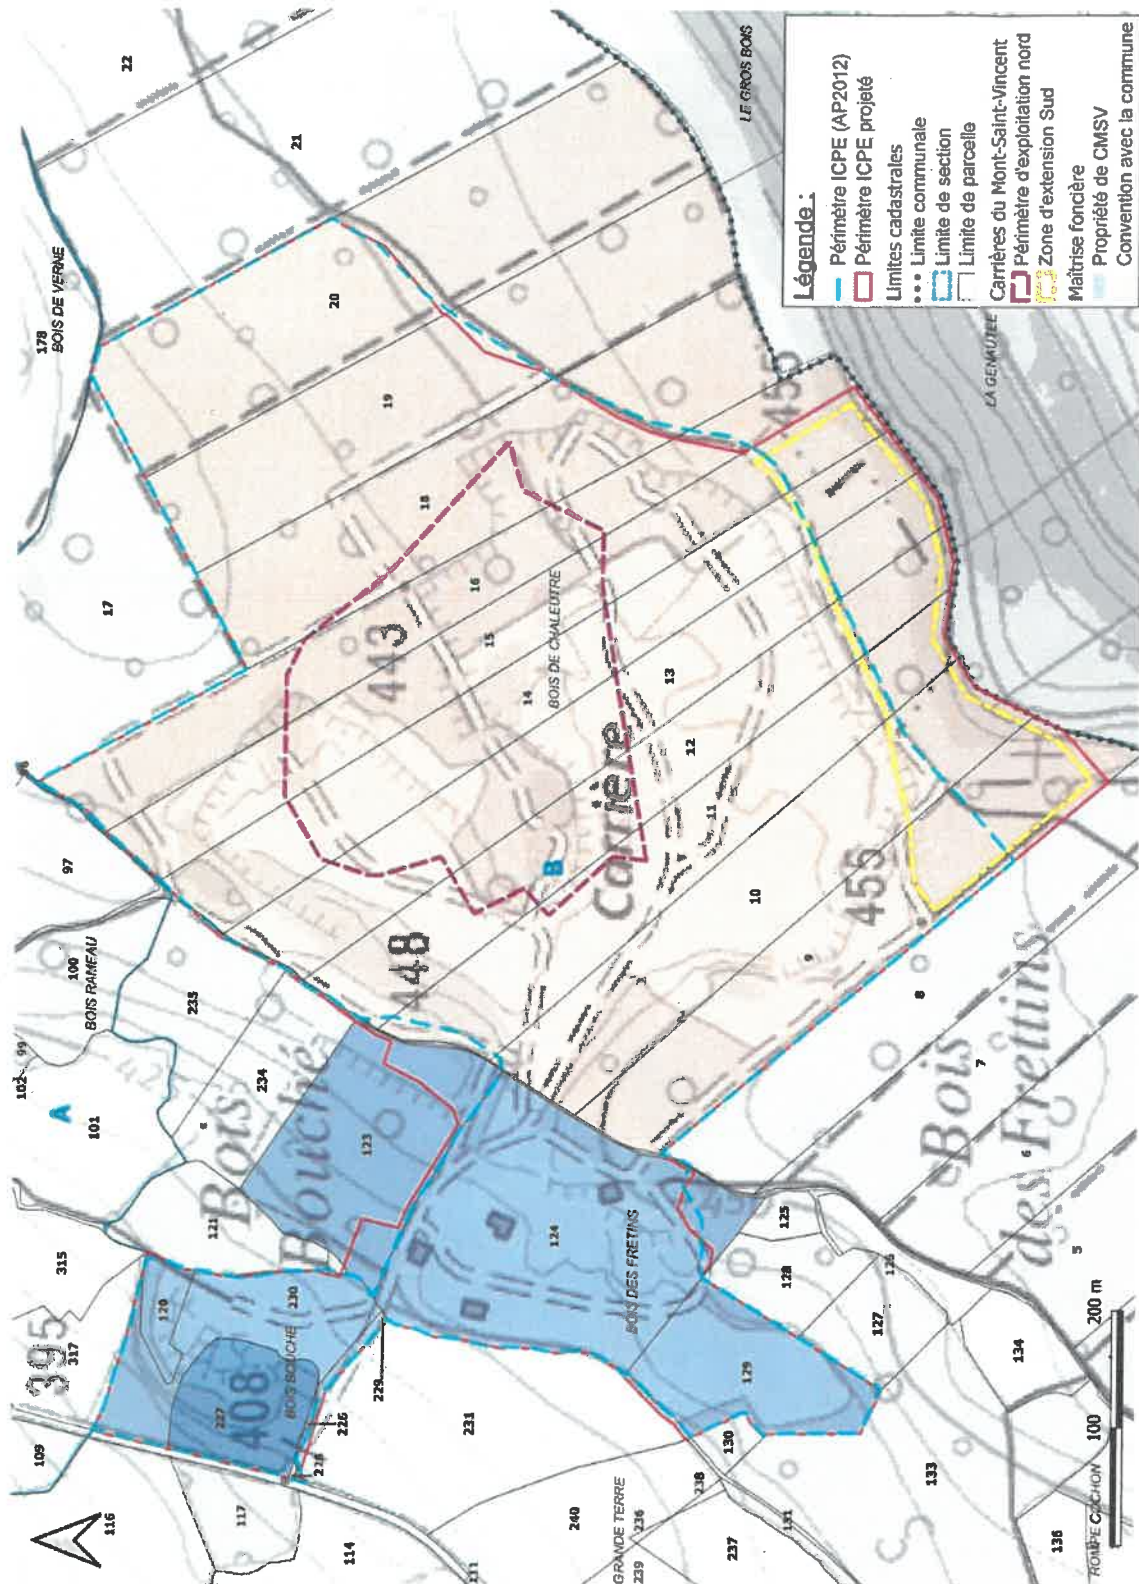 Légende :
Périmètre ICPE (AP2012)
Périmètre ICPE projeté
Limites cadastrales
Limite communale
Limite de section
Limite de parcelle
Carrières du Mont-Saint-Vincent
Périmètre d'exploitation nord
Zone d'extension Sud
Maîtrise foncière
Propriété de CMSV
Convention avec la commune
22
21
178
BOIS DE VERNE
20
19
18
17
LE GROS BOIS
LA GENAUTEE
455
16
15
14
BOIS DE CHALEUTRE
443
13
12
11
10
9
Carrière
B
455
448
97
100
BOIS RAMEAU
235
99
102
101
A
234
Bois
Bouché
123
121
315
317
395
120
230
227
408
BOIS BOUCHE
226
228
229
231
109
116
117
114
124
BOIS DES FRETINS
8
7
6
5
Bois
des Fretins
125
128
126
127
129
130
134
133
136
131
238
237
240
236
239
GRANDE TERRE
ROMPE COCHON
100
200 m